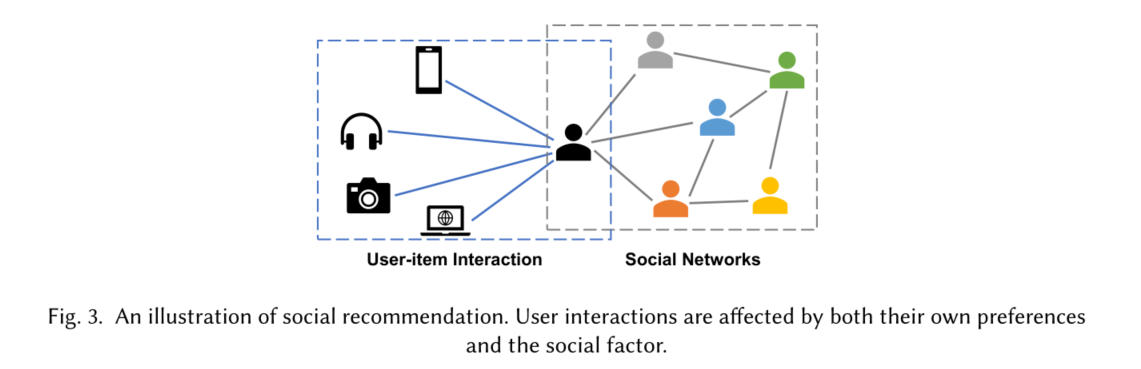 User-item Interaction
Social Networks
Fig. 3. An illustration of social recommendation. User interactions are affected by both their own preferences
and the social factor.